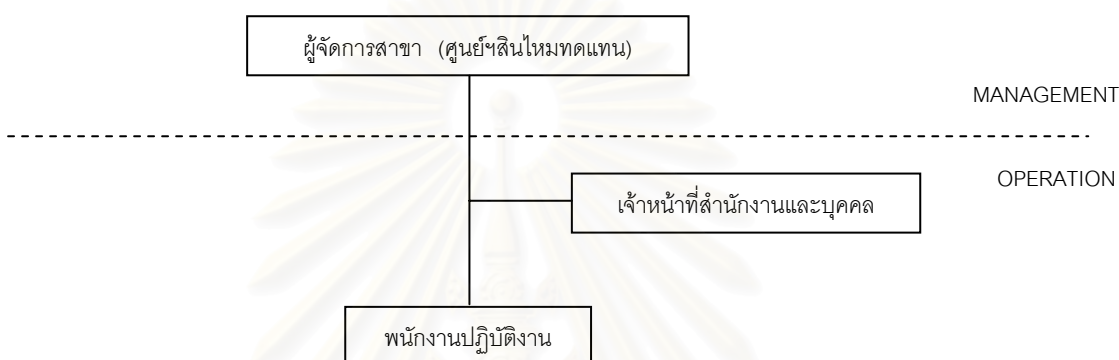 ผู้จัดการสาขา (ศูนย์ฯสินไหมทดแทน)
MANAGEMENT
OPERATION
เจ้าหน้าที่สำนักงานและบุคคล
พนักงานปฏิบัติงาน